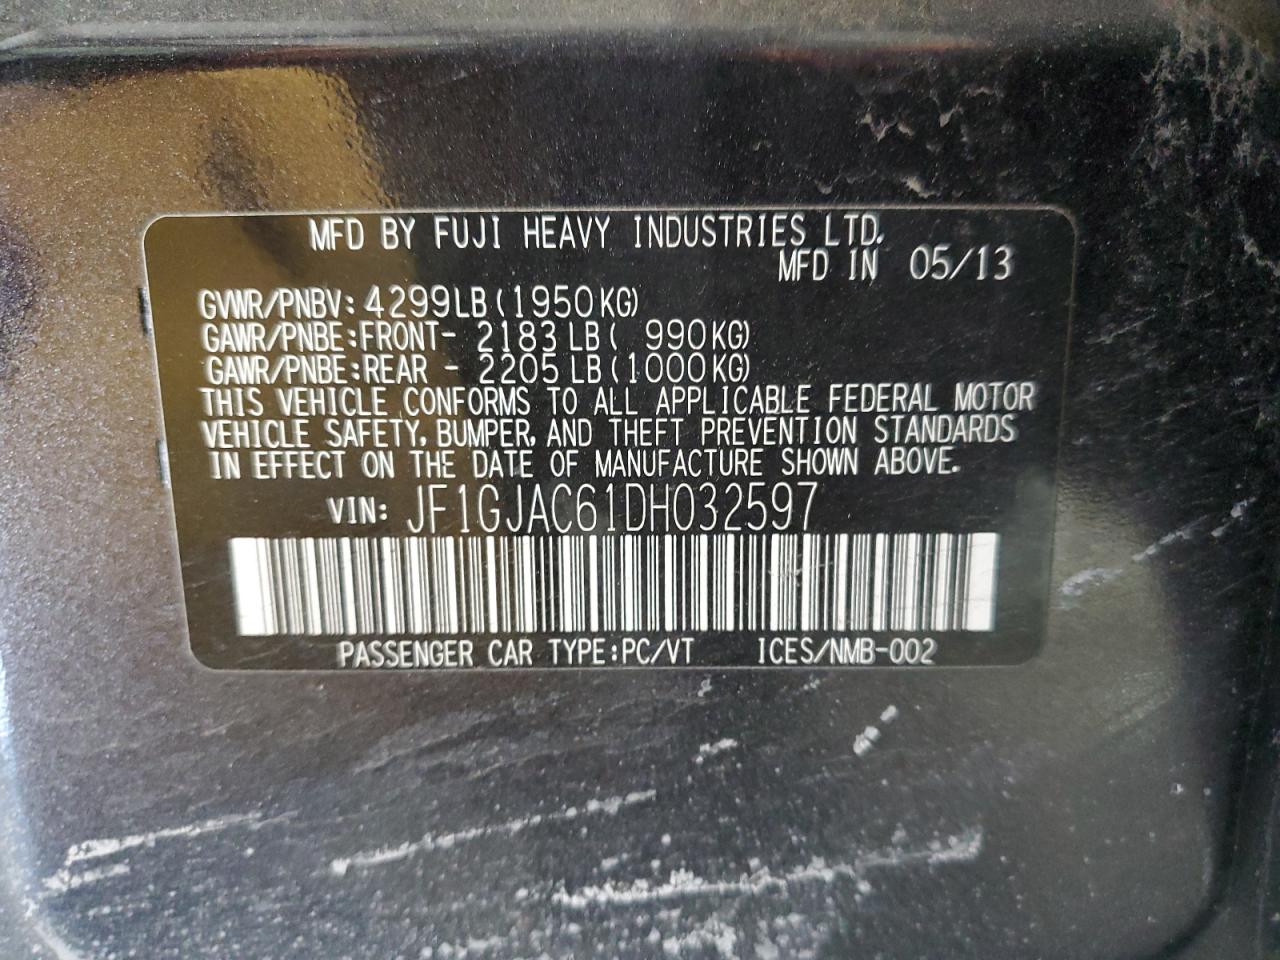 MFD BY FUJI HEAVY INDUSTRIES LTD.
MFD IN 05/13
GVWR/PNBV: 4299LB (1950KG)
GAWR/PNBE:FRONT- 2183 LB ( 990KG)
GAWR/PNBE:REAR - 2205 LB (1000KG)
THIS VEHICLE CONFORMS TO ALL APPLICABLE FEDERAL MOTOR
VEHICLE SAFETY, BUMPER, AND THEFT PREVENTION STANDARDS
IN EFFECT ON THE DATE OF MANUFACTURE SHOWN ABOVE.
VIN: JF1GJAC61DH032597
PASSENGER CAR TYPE:PC/VT ICES/NMB-002